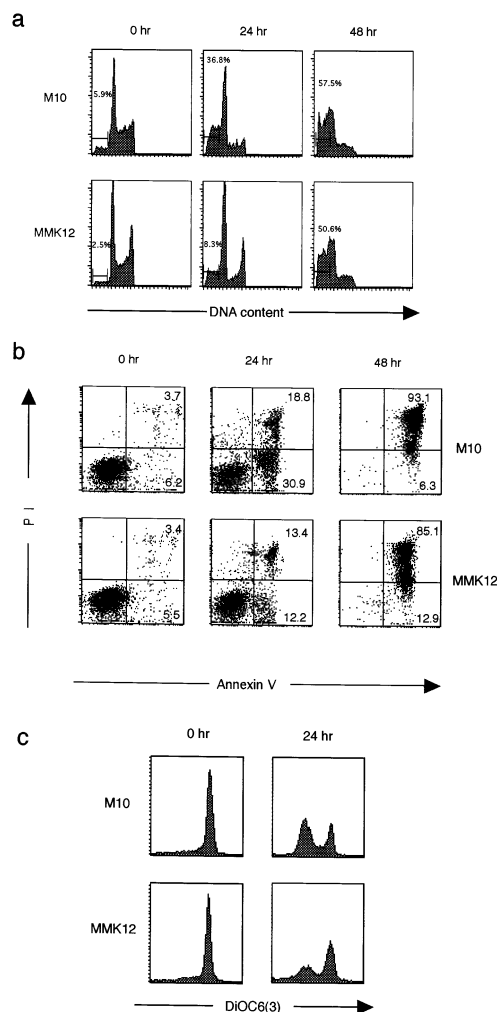 a
0 hr 24 hr 48 hr
M10
5.9% 36.8% 57.5%
MMK12
2.5% 8.3% 50.6%
DNA content
b
0 hr 24 hr 48 hr
3.7 18.8 93.1
M10
6.2 30.9 6.3
P I
3.4 13.4 85.1
MMK12
5.5 12.2 12.9
Annexin V
c
0 hr 24 hr
M10
MMK12
DiOC6(3)